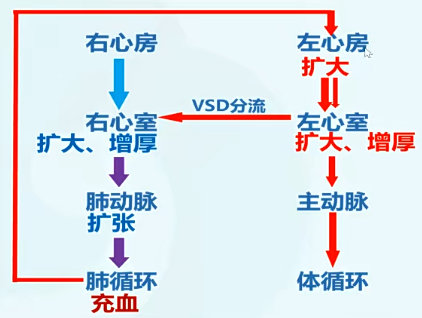 右心房 左心房
扩大
VSD分流
右心室 左心室
扩大、增厚 扩大、增厚
肺动脉 主动脉
扩张
肺循环 体循环
充血